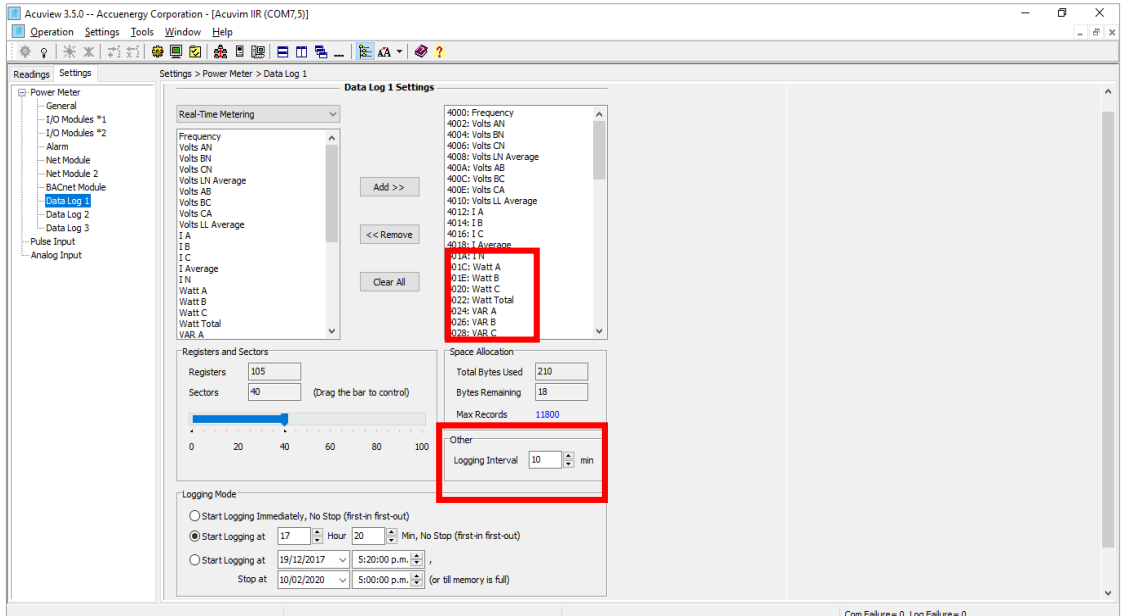 Acuview 3.5.0 -- Accuenergy Corporation - [Acuvim IIR (COM7,5)]
Operation Settings Tools Window Help
Readings Settings
Settings > Power Meter > Data Log 1
Power Meter
General
I/O Modules *1
I/O Modules *2
Alarm
Net Module
Net Module 2
BACnet Module
Data Log 1
Data Log 2
Data Log 3
Pulse Input
Analog Input
Data Log 1 Settings
Real-Time Metering
Frequency
Volts AN
Volts BN
Volts CN
Volts LN Average
Volts AB
Volts BC
Volts CA
Volts LL Average
I A
I B
I C
I Average
I N
Watt A
Watt B
Watt C
Watt Total
VAR A
Add >>
<< Remove
Clear All
4000: Frequency
4002: Volts AN
4004: Volts BN
4006: Volts CN
4008: Volts LN Average
400A: Volts AB
400C: Volts BC
400E: Volts CA
4010: Volts LL Average
4012: I A
4014: I B
4016: I C
4018: I Average
401A: I N
401C: Watt A
401E: Watt B
4020: Watt C
4022: Watt Total
4024: VAR A
4026: VAR B
4028: VAR C
Registers and Sectors
Registers 105
Sectors 40 (Drag the bar to control)
0 20 40 60 80 100
Space Allocation
Total Bytes Used 210
Bytes Remaining 18
Max Records 11800
Other
Logging Interval 10 min
Logging Mode
Start Logging Immediately, No Stop (first-in first-out)
Start Logging at 17 Hour 20 Min, No Stop (first-in first-out)
Start Logging at 19/12/2017 5:20:00 p.m. ,
Stop at 10/02/2020 5:00:00 p.m. (or till memory is full)
Com Failure= 0 Log Failure= 0